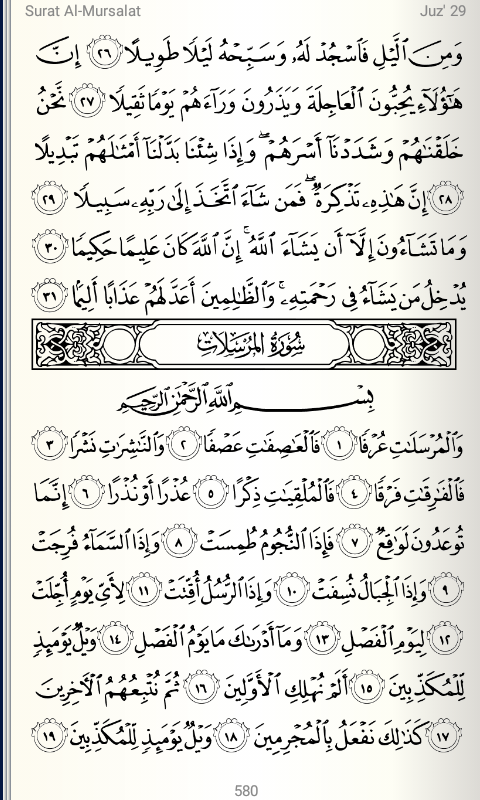 Surat Al-Mursalat Juz' 29
وَمِنَ ٱلَّيۡلِ فَٱسۡجُدۡ لَهُۥ وَسَبِّحۡهُ لَيۡلٗا طَوِيلًا ٢٦ إِنَّ
هَٰٓؤُلَآءِ يُحِبُّونَ ٱلۡعَاجِلَةَ وَيَذَرُونَ وَرَآءَهُمۡ يَوۡمٗا ثَقِيلٗا ٢٧ نَّحۡنُ
خَلَقۡنَٰهُمۡ وَشَدَدۡنَآ أَسۡرَهُمۡۖ وَإِذَا شِئۡنَا بَدَّلۡنَآ أَمۡثَٰلَهُمۡ تَبۡدِيلًا
٢٨ إِنَّ هَٰذِهِۦ تَذۡكِرَةٞۖ فَمَن شَآءَ ٱتَّخَذَ إِلَىٰ رَبِّهِۦ سَبِيلٗا ٢٩
وَمَا تَشَآءُونَ إِلَّآ أَن يَشَآءَ ٱللَّهُۚ إِنَّ ٱللَّهَ كَانَ عَلِيمًا حَكِيمٗا ٣٠
يُدۡخِلُ مَن يَشَآءُ فِي رَحۡمَتِهِۦۚ وَٱلظَّٰلِمِينَ أَعَدَّ لَهُمۡ عَذَابًا أَلِيمَۢا ٣١
سُورَةُ المُرۡسَلَاتِ
بِسۡمِ ٱللَّهِ ٱلرَّحۡمَٰنِ ٱلرَّحِيمِ
وَٱلۡمُرۡسَلَٰتِ عُرۡفٗا ١ فَٱلۡعَٰصِفَٰتِ عَصۡفٗا ٢ وَٱلنَّٰشِرَٰتِ نَشۡرٗا ٣
فَٱلۡفَٰرِقَٰتِ فَرۡقٗا ٤ فَٱلۡمُلۡقِيَٰتِ ذِكۡرًا ٥ عُذۡرًا أَوۡ نُذۡرًا ٦ إِنَّمَا
تُوعَدُونَ لَوَٰقِعٞ ٧ فَإِذَا ٱلنُّجُومُ طُمِسَتۡ ٨ وَإِذَا ٱلسَّمَآءُ فُرِجَتۡ
٩ وَإِذَا ٱلۡجِبَالُ نُسِفَتۡ ١٠ وَإِذَا ٱلرُّسُلُ أُقِّتَتۡ ١١ لِأَيِّ يَوۡمٍ أُجِّلَتۡ
١٢ لِيَوۡمِ ٱلۡفَصۡلِ ١٣ وَمَآ أَدۡرَىٰكَ مَا يَوۡمُ ٱلۡفَصۡلِ ١٤ وَيۡلٞ يَوۡمَئِذٖ
لِّلۡمُكَذِّبِينَ ١٥ أَلَمۡ نُهۡلِكِ ٱلۡأَوَّلِينَ ١٦ ثُمَّ نُتۡبِعُهُمُ ٱلۡأٓخِرِينَ
١٧ كَذَٰلِكَ نَفۡعَلُ بِٱلۡمُجۡرِمِينَ ١٨ وَيۡلٞ يَوۡمَئِذٖ لِّلۡمُكَذِّبِينَ ١٩
580